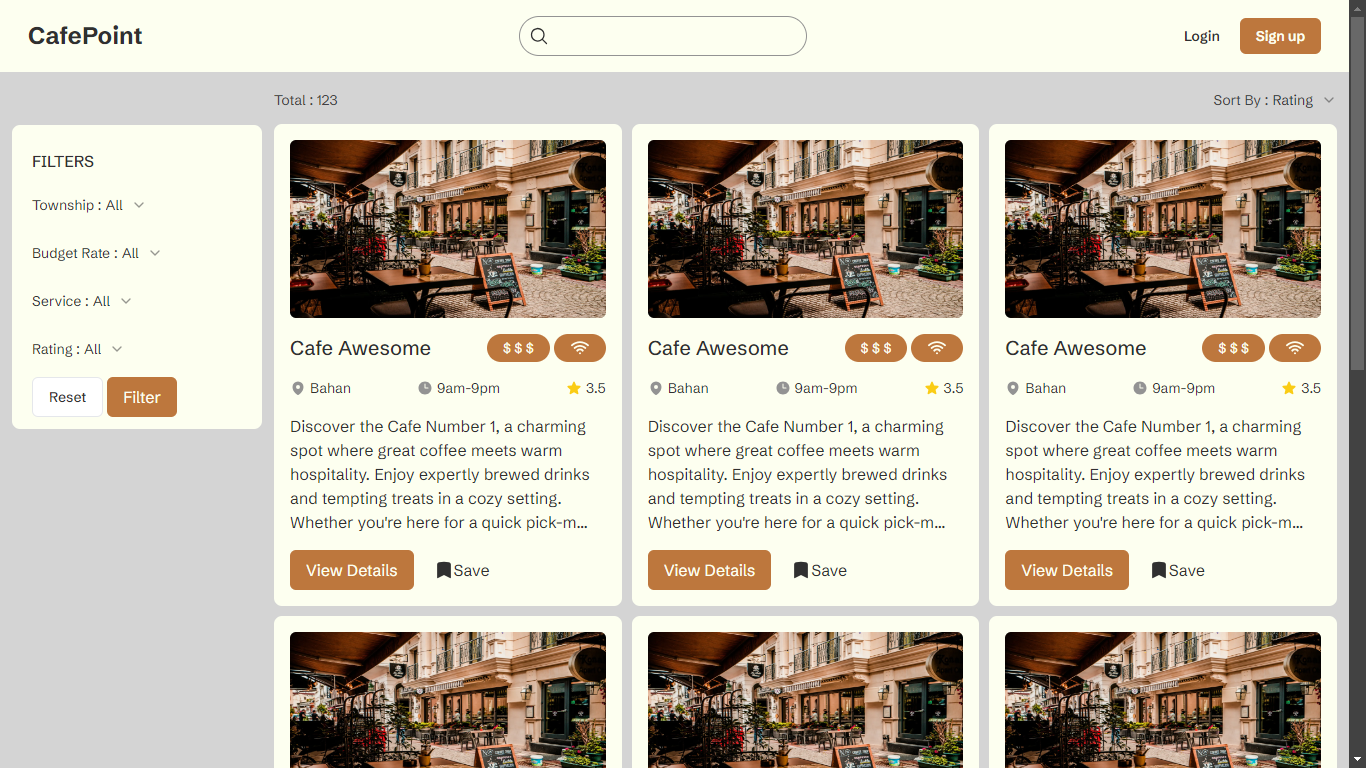 CafePoint
Login
Sign up
Total : 123
Sort By : Rating
FILTERS
Township : All
Budget Rate : All
Service : All
Rating : All
Reset
Filter
Cafe Awesome
$ $ $
Bahan
9am-9pm
3.5
Discover the Cafe Number 1, a charming
spot where great coffee meets warm
hospitality. Enjoy expertly brewed drinks
and tempting treats in a cozy setting.
Whether you're here for a quick pick-m...
View Details
Save
Cafe Awesome
$ $ $
Bahan
9am-9pm
3.5
Discover the Cafe Number 1, a charming
spot where great coffee meets warm
hospitality. Enjoy expertly brewed drinks
and tempting treats in a cozy setting.
Whether you're here for a quick pick-m...
View Details
Save
Cafe Awesome
$ $ $
Bahan
9am-9pm
3.5
Discover the Cafe Number 1, a charming
spot where great coffee meets warm
hospitality. Enjoy expertly brewed drinks
and tempting treats in a cozy setting.
Whether you're here for a quick pick-m...
View Details
Save